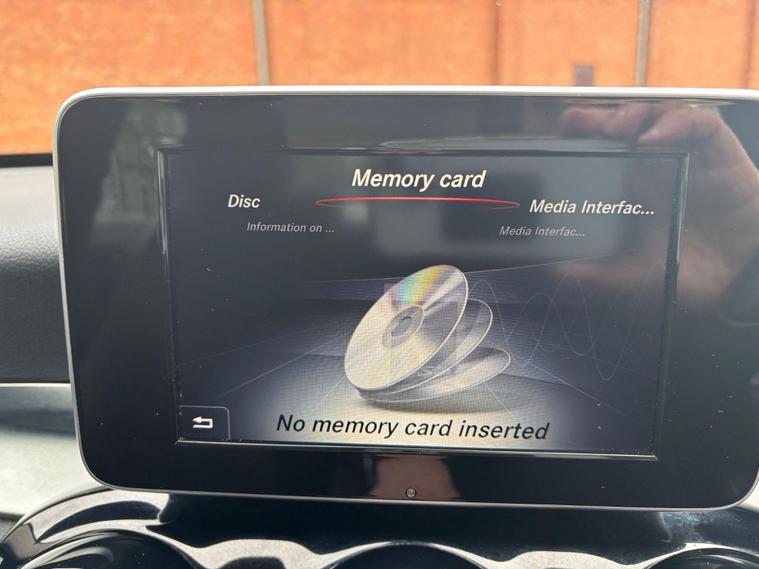 Memory card
Disc
Media Interfac...
Information on ...
Media Interfac...
No memory card inserted